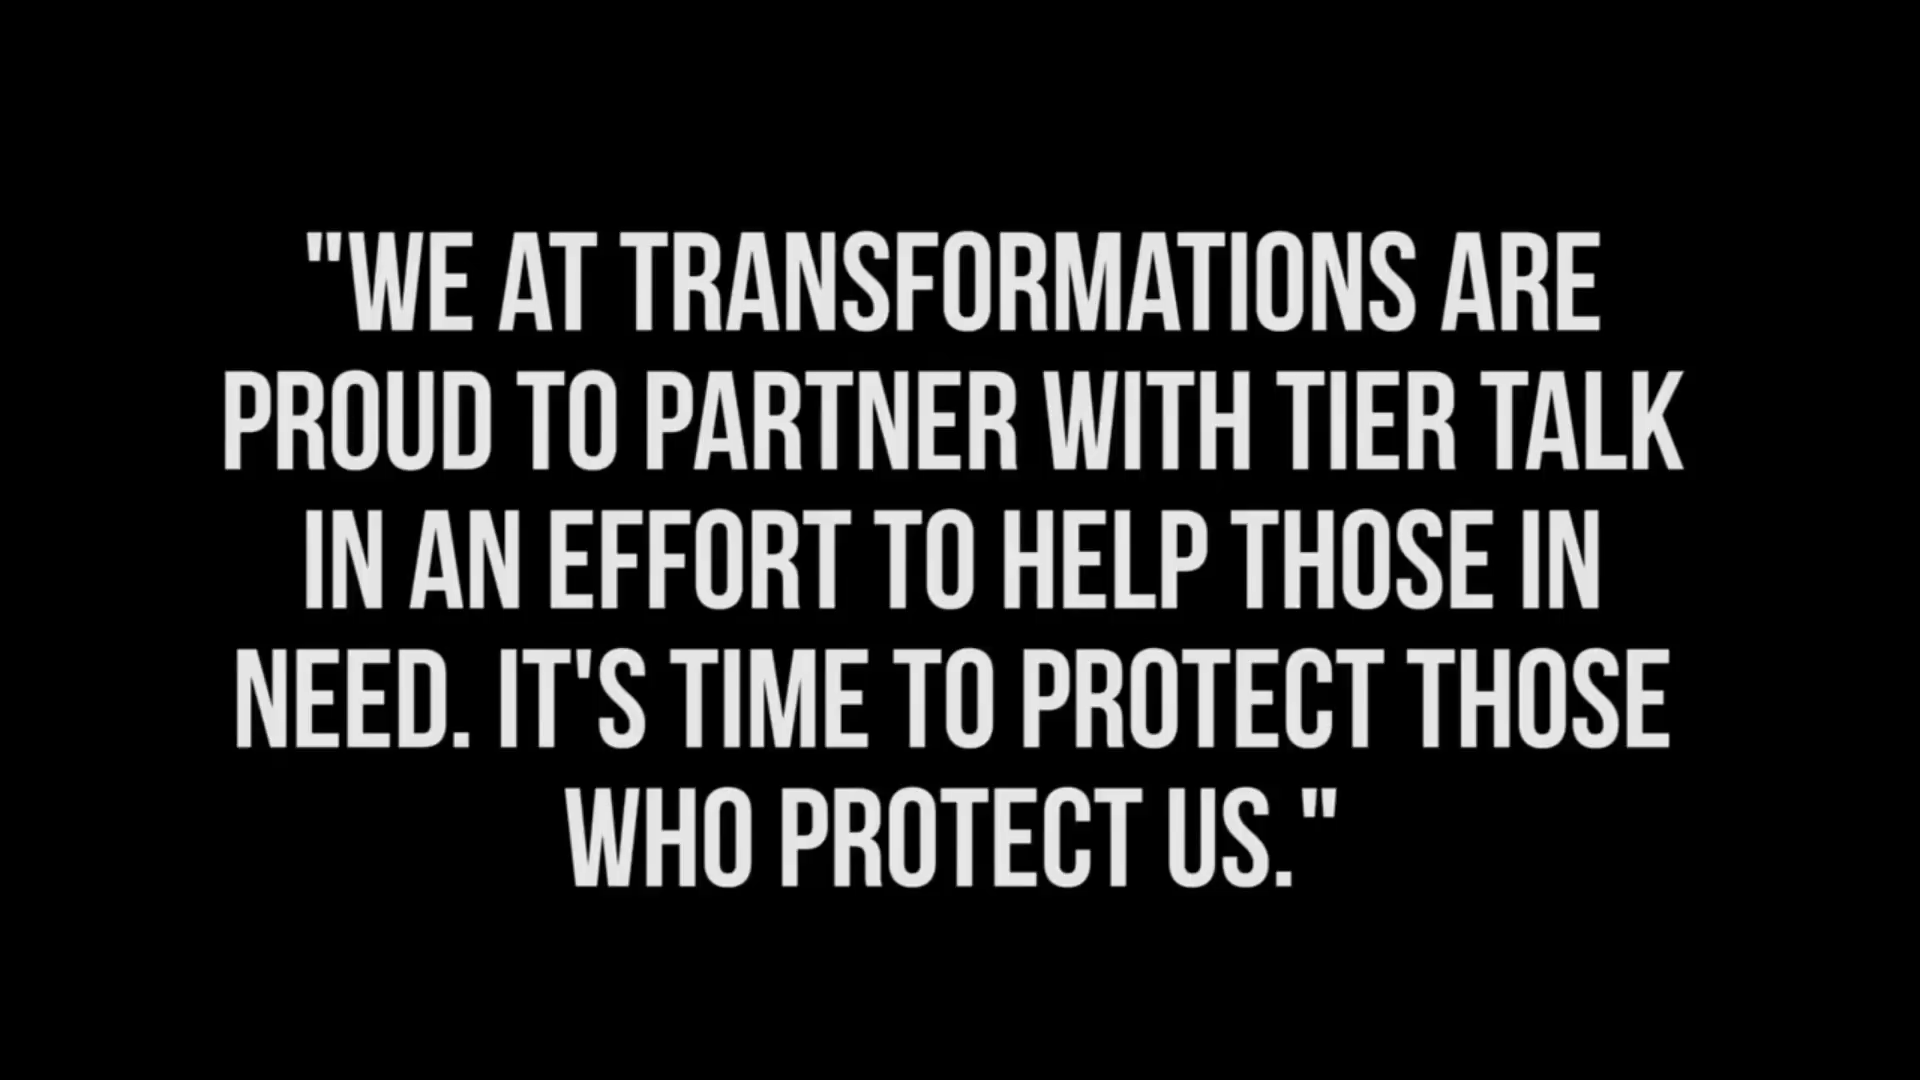 "WE AT TRANSFORMATIONS ARE
PROUD TO PARTNER WITH TIER TALK
IN AN EFFORT TO HELP THOSE IN
NEED. IT'S TIME TO PROTECT THOSE
WHO PROTECT US."